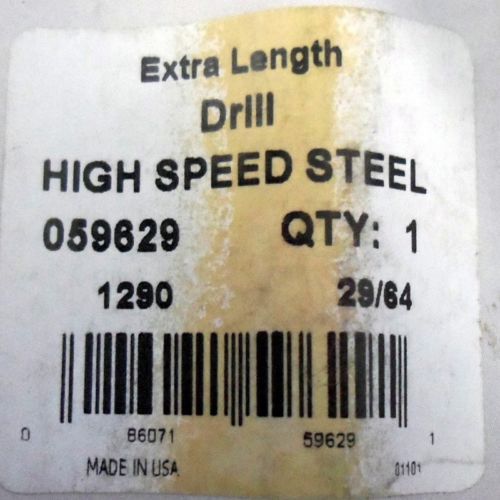 Extra Length
Drill
HIGH SPEED STEEL
059629 QTY: 1
1290 29/64
0 86071 59629 1
MADE IN USA 01101